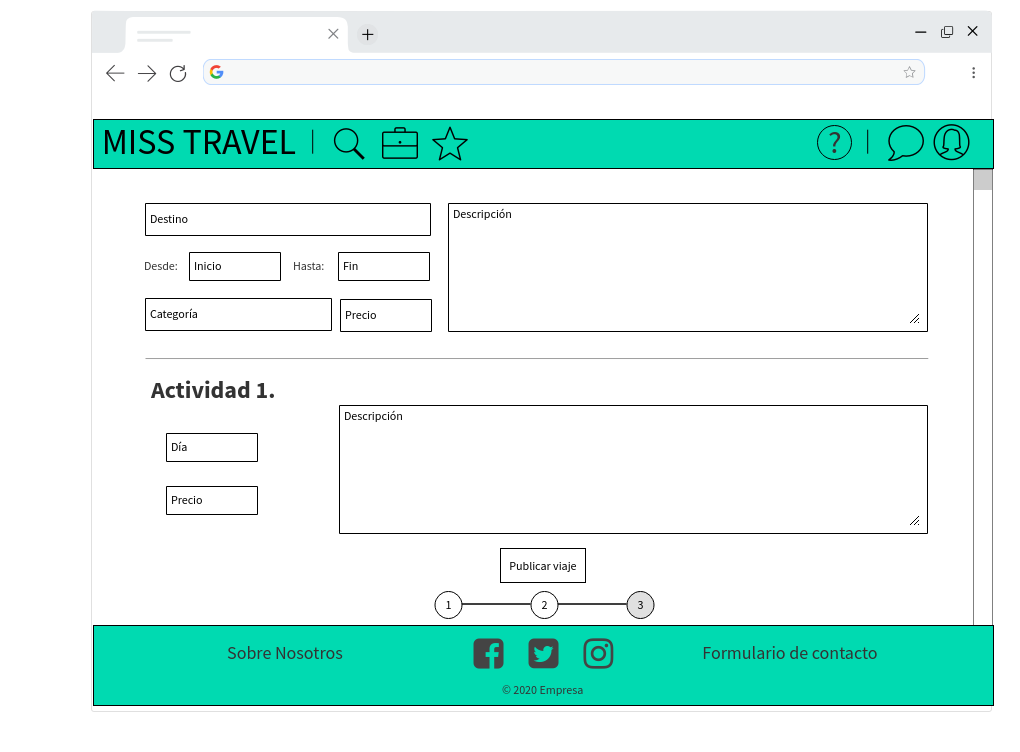 MISS TRAVEL
?
Destino
Descripción
Desde:
Inicio
Hasta:
Fin
Categoría
Precio
Actividad 1.
Descripción
Día
Precio
Publicar viaje
1
2
3
Sobre Nosotros
Formulario de contacto
© 2020 Empresa